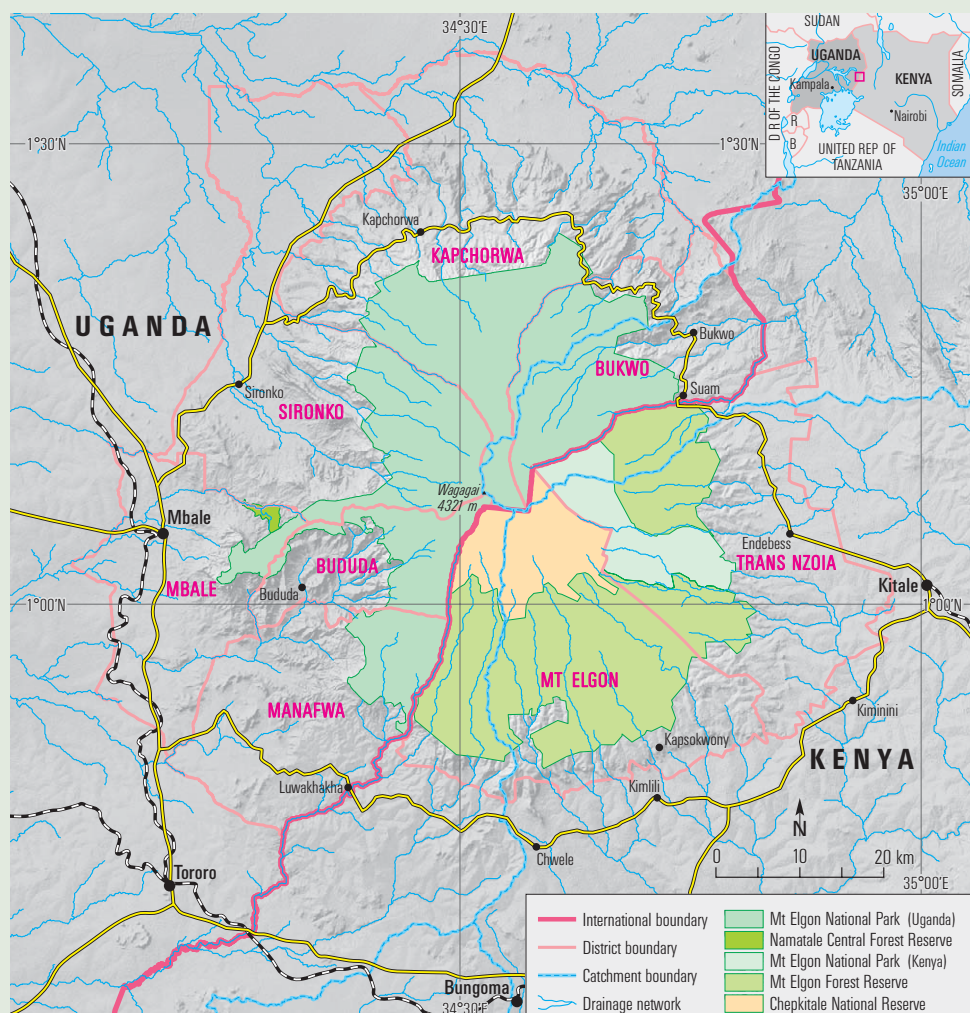 34°30'E
SUDAN
UGANDA
D R OF THE CONGO
Kampala
KENYA
SOMALIA
Nairobi
R
B
UNITED REP OF
TANZANIA
Indian
Ocean
1°30'N
1°30'N
35°00'E
Kapchorwa
KAPCHORWA
UGANDA
Bukwo
BUKWO
Suam
Sironko
SIRONKO
Wagagai
4321 m
Mbale
Endebess
TRANS NZOIA
BUDUDA
MBALE
Bududa
Kitale
1°00'N
1°00'N
MT ELGON
MANAFWA
Kiminini
Kapsokwony
KENYA
Luwakhakha
Kimlili
N
Chwele
0 10 20 km
Tororo
35°00'E
International boundary
District boundary
Catchment boundary
Drainage network
Mt Elgon National Park (Uganda)
Namatale Central Forest Reserve
Mt Elgon National Park (Kenya)
Mt Elgon Forest Reserve
Chepkitale National Reserve
Bungoma
34°30'E